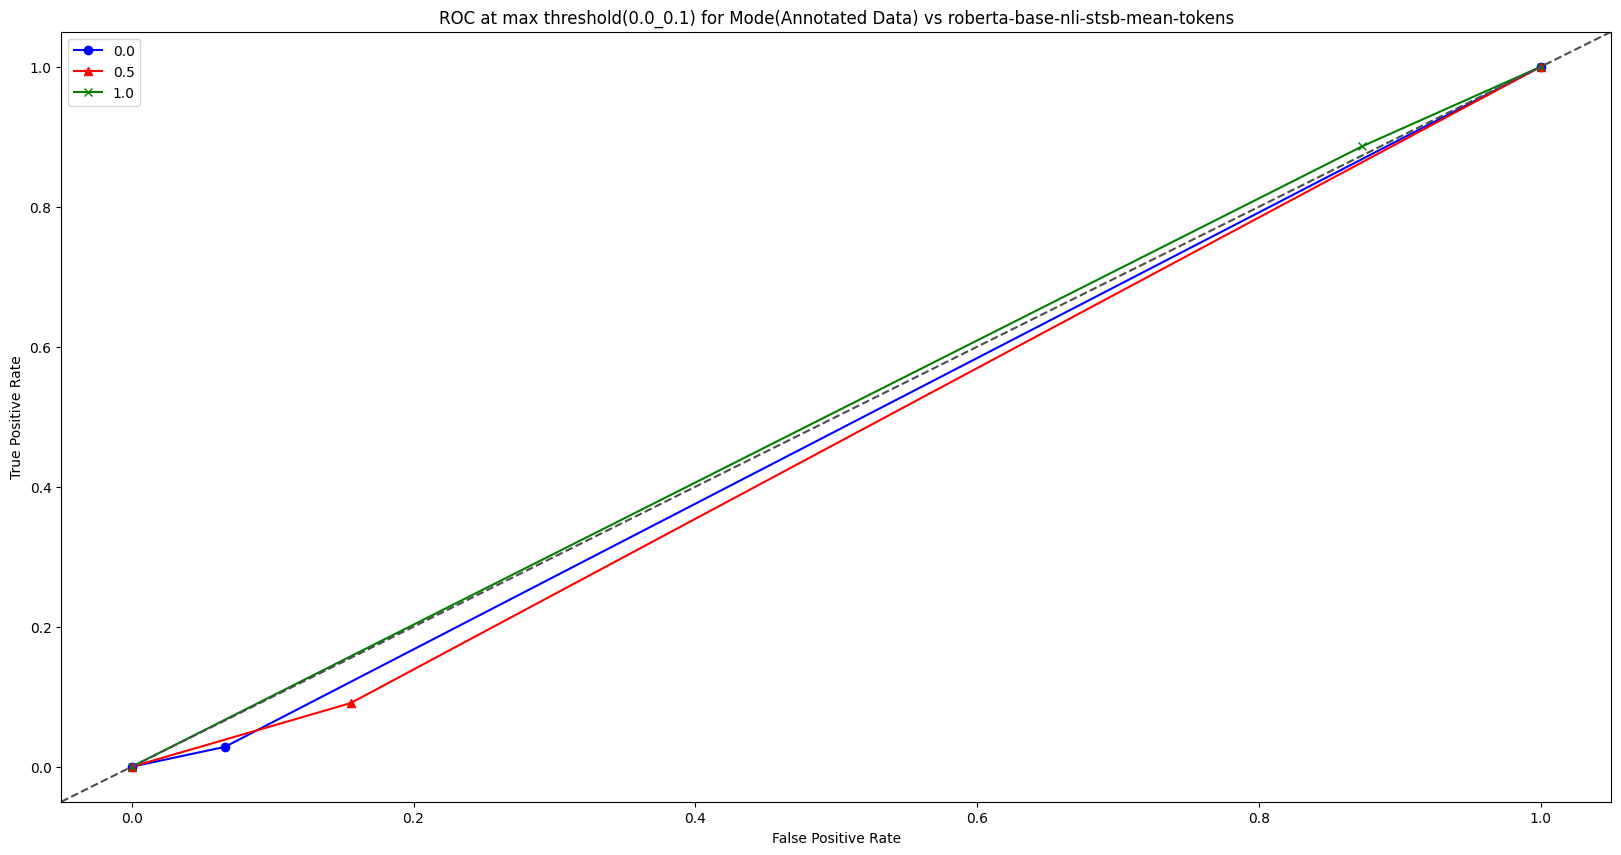 ROC at max threshold(0.0_0.1) for Mode(Annotated Data) vs roberta-base-nli-stsb-mean-tokens
0.0
0.5
1.0
True Positive Rate
1.0
0.8
0.6
0.4
0.2
0.0
0.0 0.2 0.4 0.6 0.8 1.0
False Positive Rate